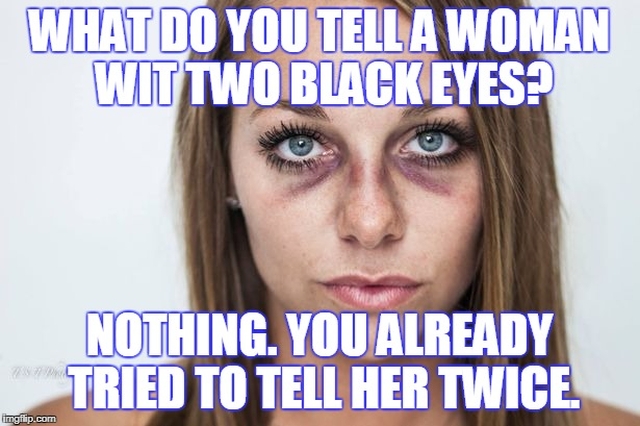 WHAT DO YOU TELL A WOMAN
WIT TWO BLACK EYES?
NOTHING. YOU ALREADY
TRIED TO TELL HER TWICE.
imgflip.com